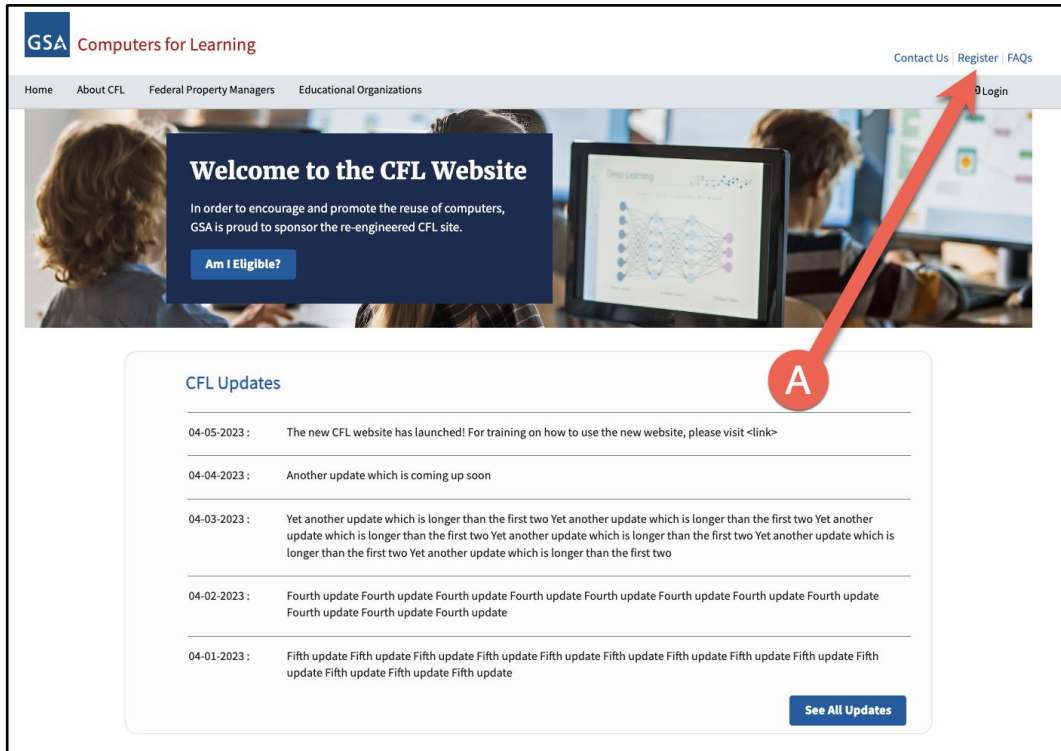 GSA Computers for Learning
Contact Us | Register | FAQs
Home About CFL Federal Property Managers Educational Organizations Login
Welcome to the CFL Website
In order to encourage and promote the reuse of computers,
GSA is proud to sponsor the re-engineered CFL site.
Am I Eligible?
Deep Learning
A
CFL Updates
04-05-2023 : The new CFL website has launched! For training on how to use the new website, please visit <link>
04-04-2023 : Another update which is coming up soon
04-03-2023 : Yet another update which is longer than the first two Yet another update which is longer than the first two Yet another
update which is longer than the first two Yet another update which is longer than the first two Yet another update which is
longer than the first two Yet another update which is longer than the first two
04-02-2023 : Fourth update Fourth update Fourth update Fourth update Fourth update Fourth update Fourth update Fourth update
Fourth update Fourth update Fourth update
04-01-2023 : Fifth update Fifth update Fifth update Fifth update Fifth update Fifth update Fifth update Fifth update Fifth update Fifth
update Fifth update Fifth update Fifth update
See All Updates